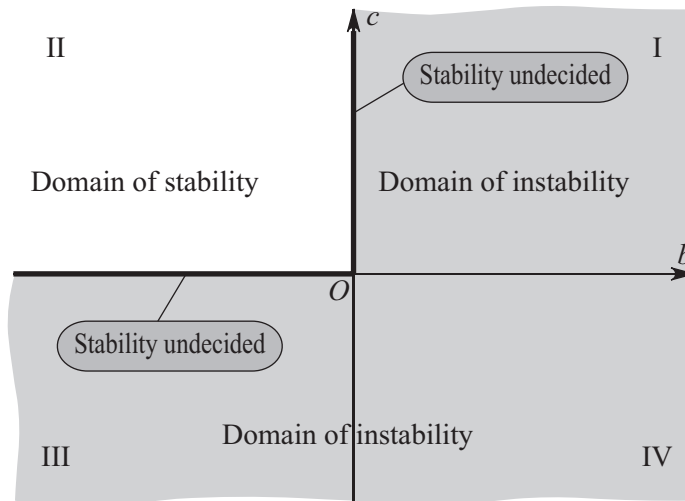 II
c
I
Stability undecided
Domain of stability
Domain of instability
b
O
Stability undecided
Domain of instability
III
IV